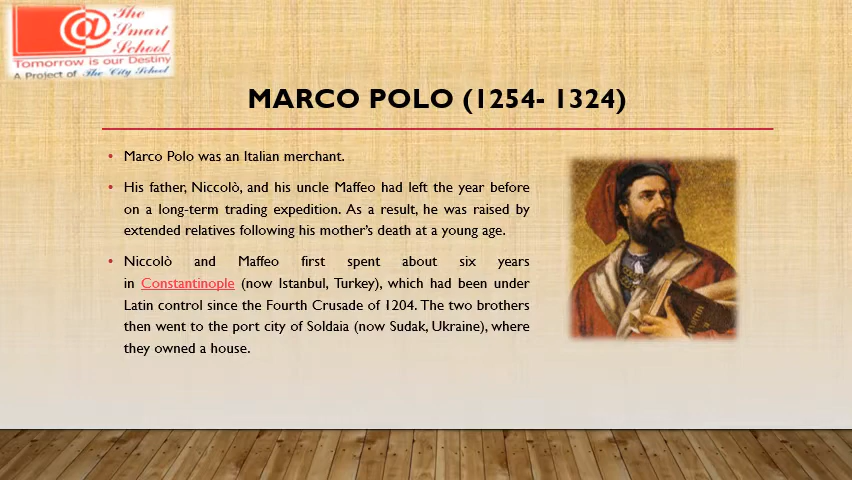 The
Smart
School
Tomorrow is our Destiny
A Project of The City School
MARCO POLO (1254- 1324)
• Marco Polo was an Italian merchant.
• His father, Niccolò, and his uncle Maffeo had left the year before
on a long-term trading expedition. As a result, he was raised by
extended relatives following his mother's death at a young age.
• Niccolò and Maffeo first spent about six years
in Constantinople (now Istanbul, Turkey), which had been under
Latin control since the Fourth Crusade of 1204. The two brothers
then went to the port city of Soldaia (now Sudak, Ukraine), where
they owned a house.